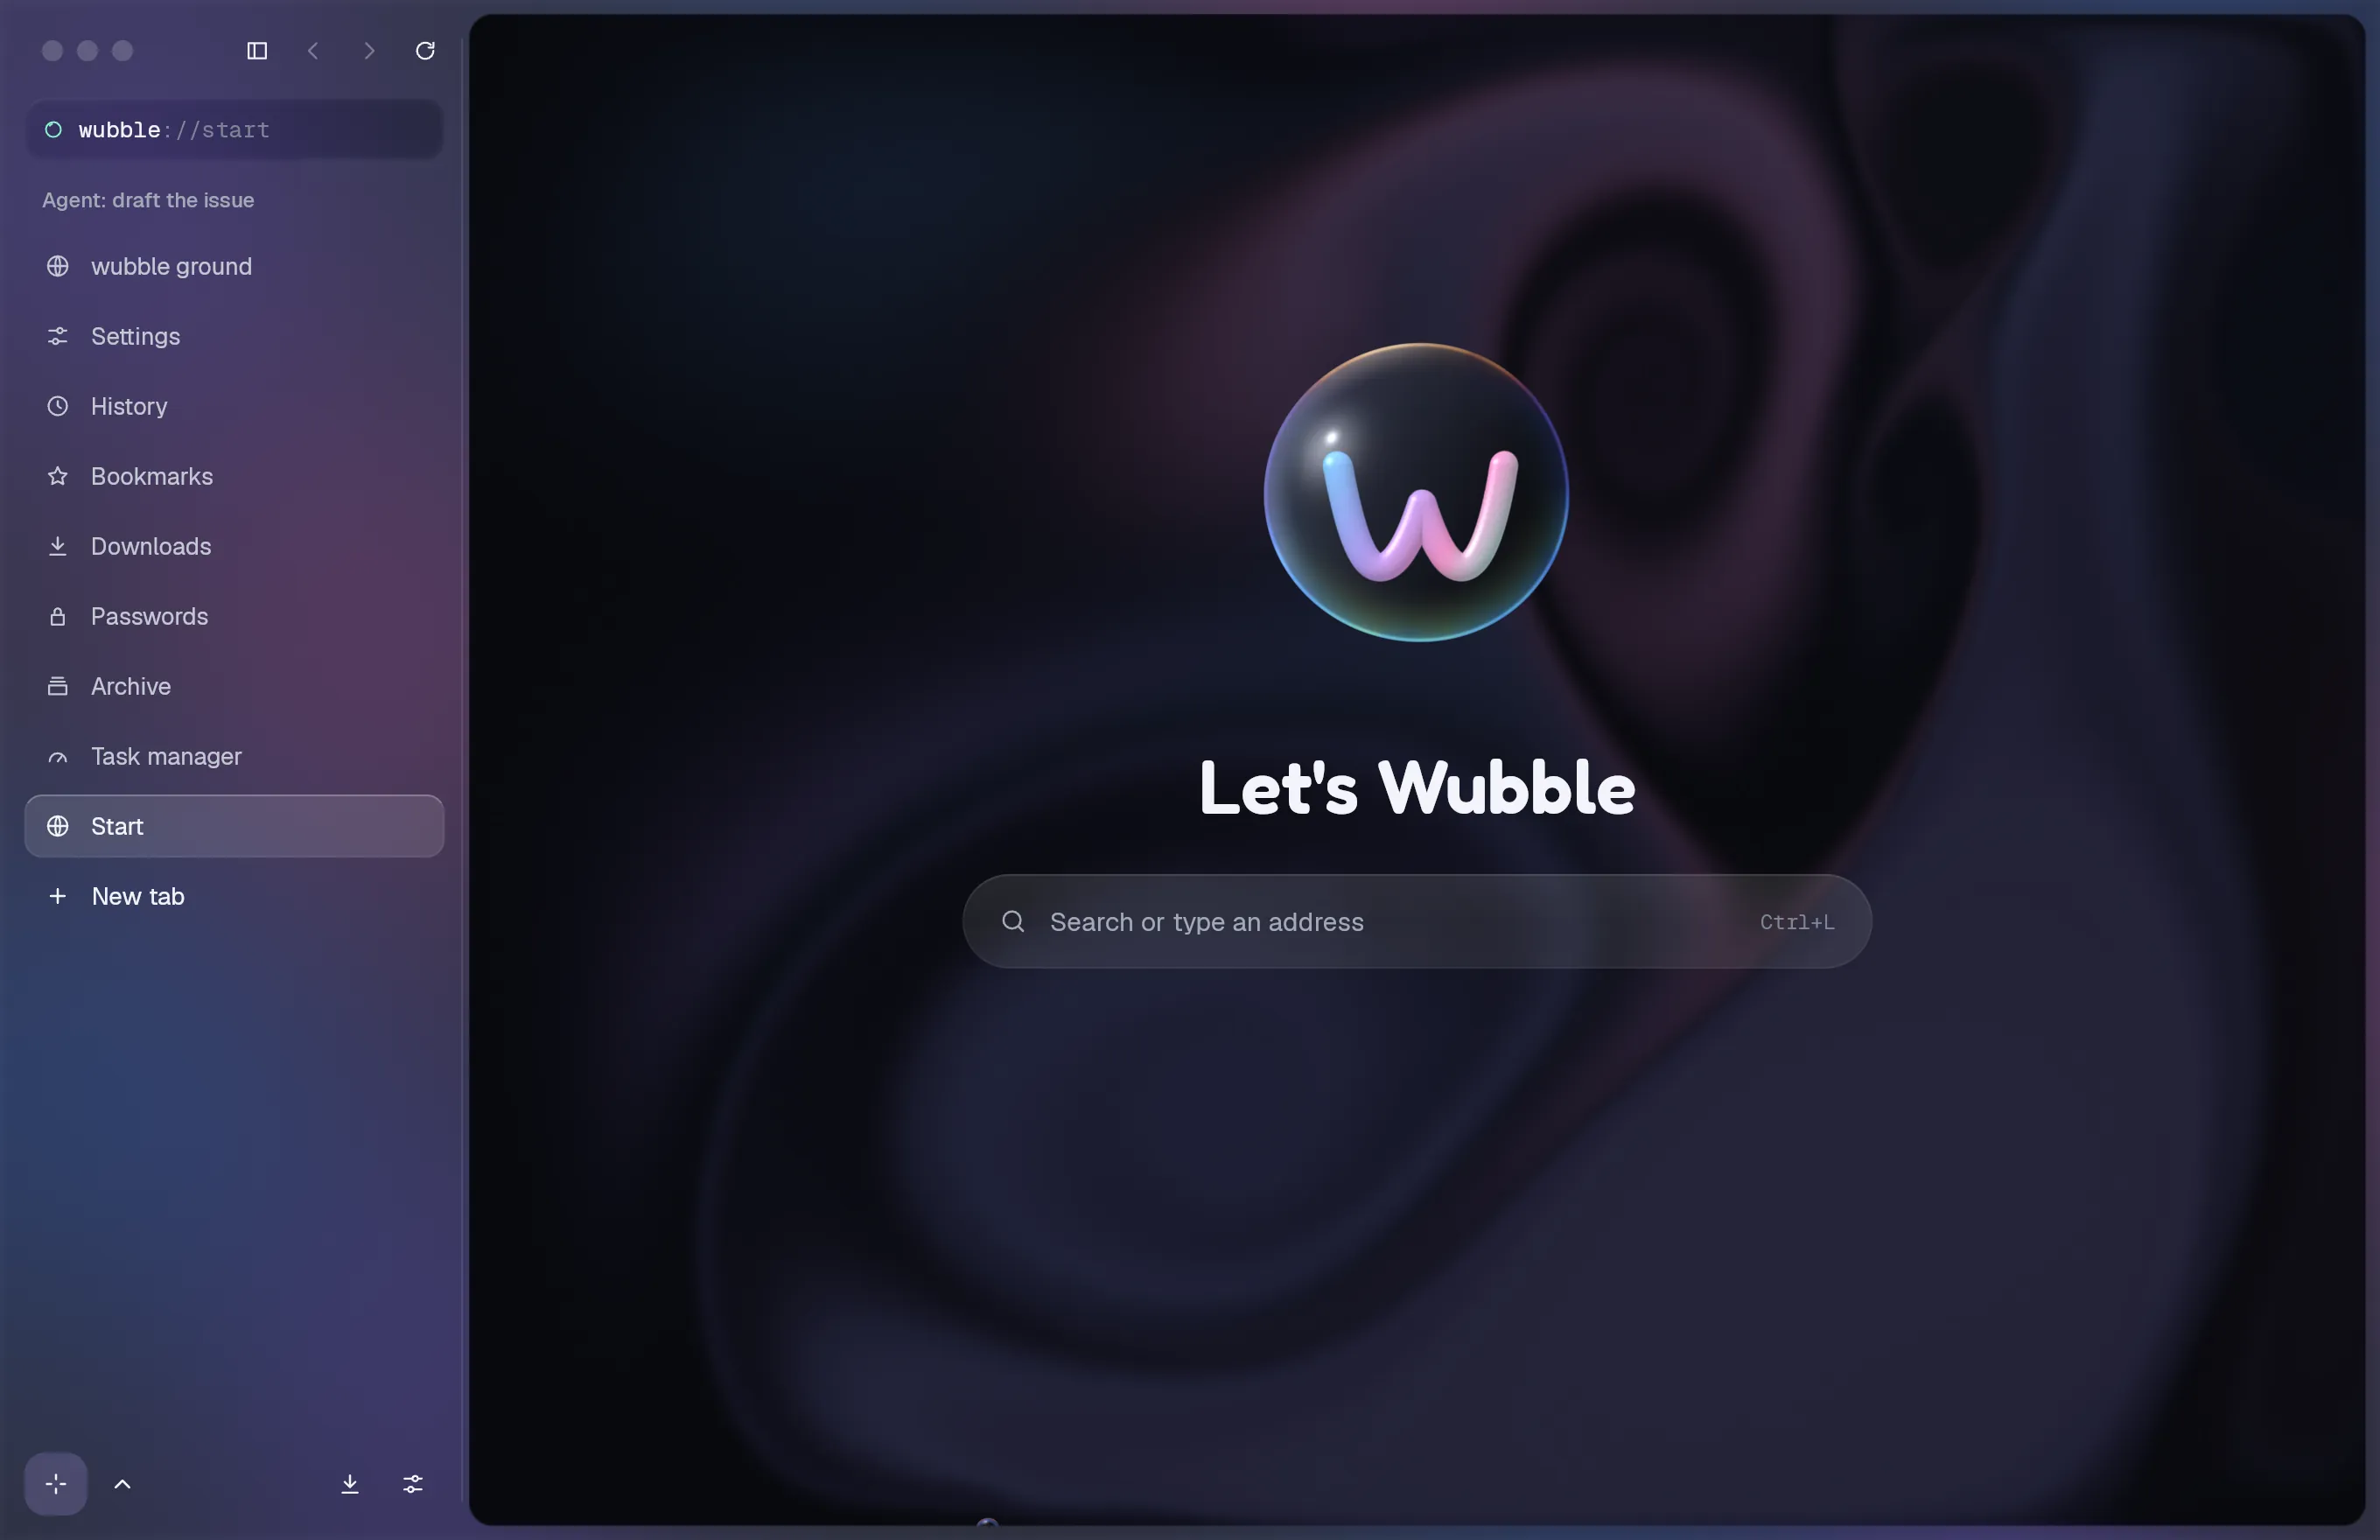 wubble://start
Agent: draft the issue
wubble ground
Settings
History
Bookmarks
Downloads
Passwords
Archive
Task manager
Start
New tab
W
Let's Wubble
Search or type an address
Ctrl+L